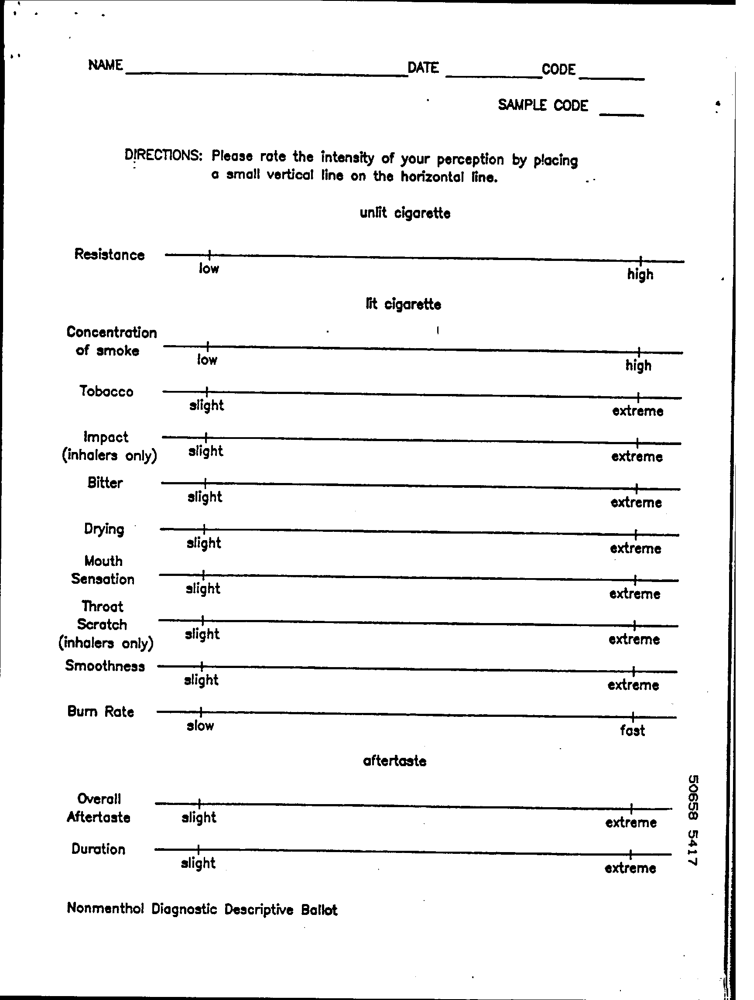 NAME DATE CODE
SAMPLE CODE
DIRECTIONS: Please rate the intensity of your perception by placing
a small vertical line on the horizontal line.
unlit cigarette
Resistance
low high
lit cigarette
Concentration
of smoke
low high
Tobacco
slight extreme
Impact
(inhalers only)
slight extreme
Bitter
slight extreme
Drying
slight extreme
Mouth
Sensation
slight extreme
Throat
Scratch
(inhalers only)
slight extreme
Smoothness
slight extreme
Burn Rate
slow fast
aftertaste
Overall
Aftertaste
slight extreme
Duration
slight extreme
Nonmenthol Diagnostic Descriptive Ballot
50658 5417